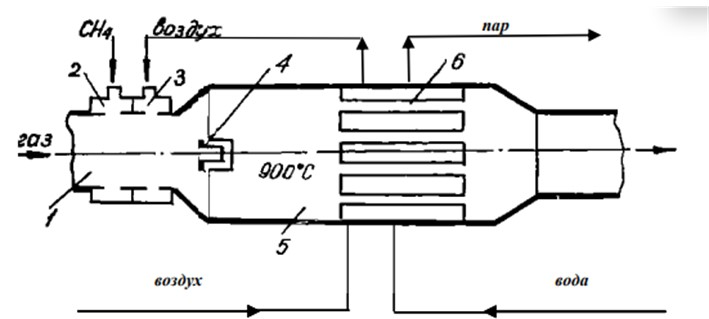 CH₄ воздух пар
2 3 4 6
газ
900°C
1 5
воздух вода